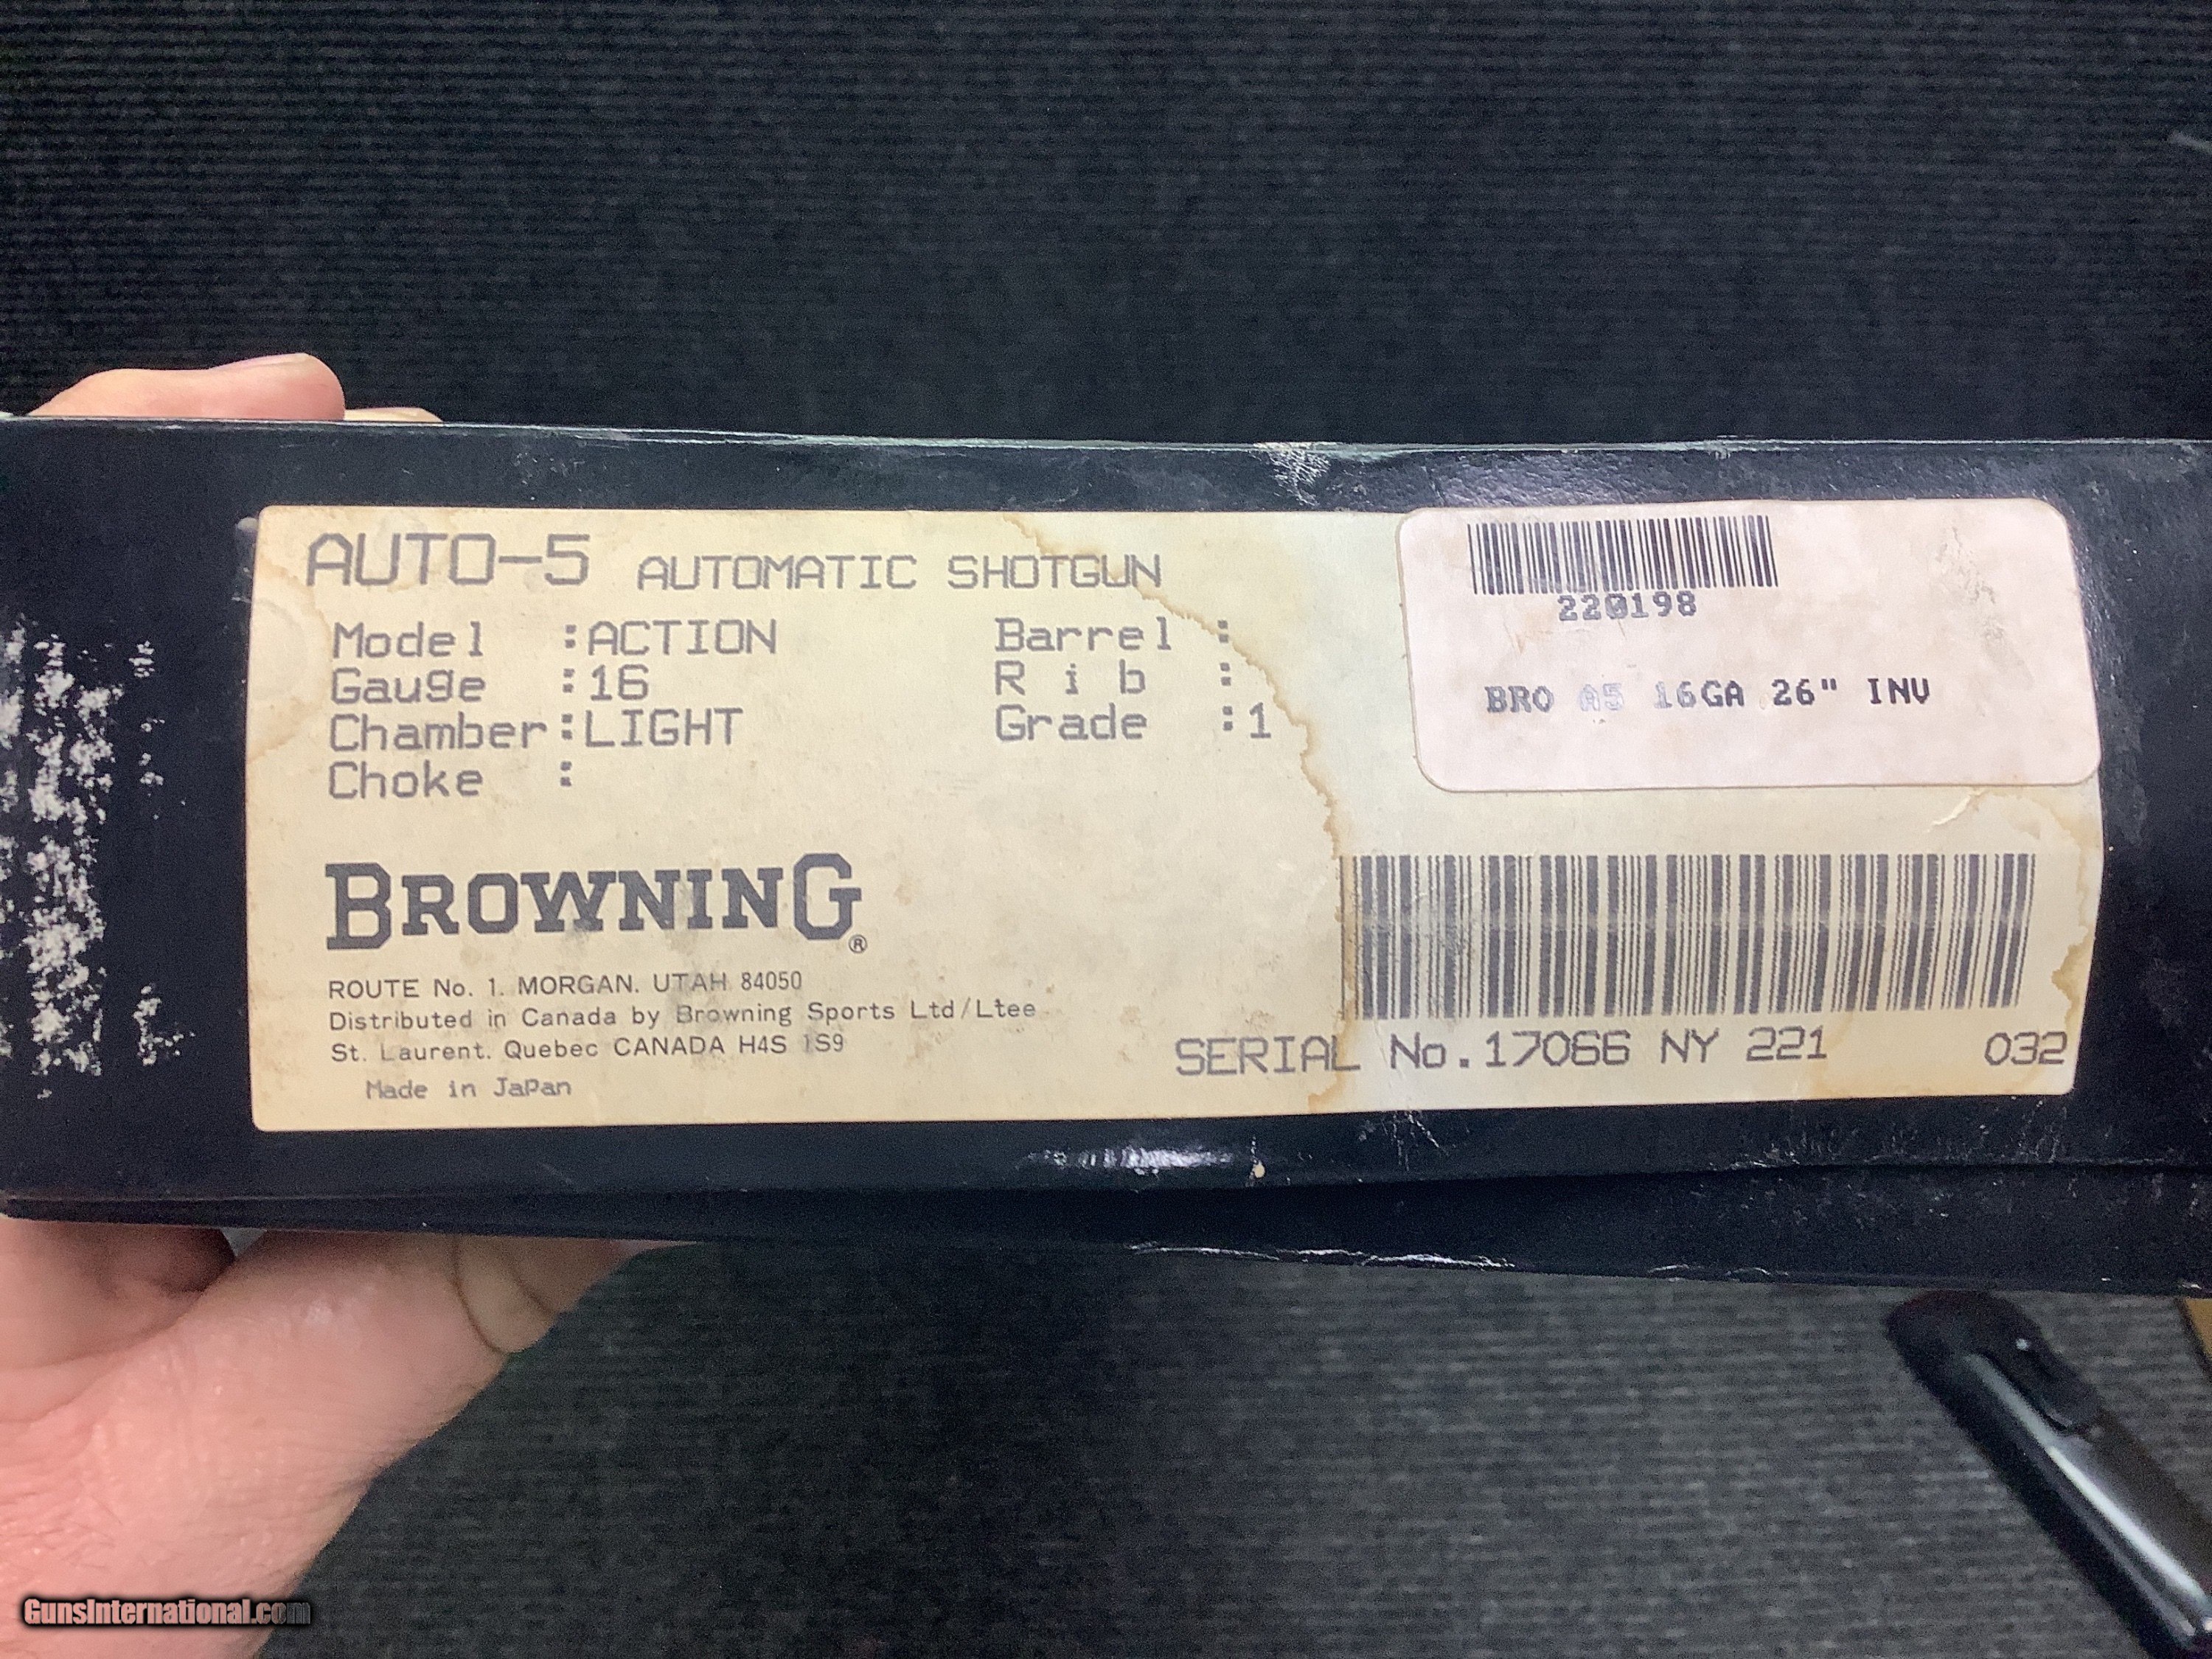 AUTO-5 AUTOMATIC SHOTGUN
Model :ACTION
Gauge :16
Chamber:LIGHT
Choke :
Barrel :
Rib :
Grade :1
220198
BRO A5 16GA 26" INV
BROWNING®
ROUTE No. 1. MORGAN. UTAH 84050
Distributed in Canada by Browning Sports Ltd/Ltee
St. Laurent. Quebec CANADA H4S 1S9
Made in Japan
SERIAL No.17066 NY 221 032
GunsInternational.com